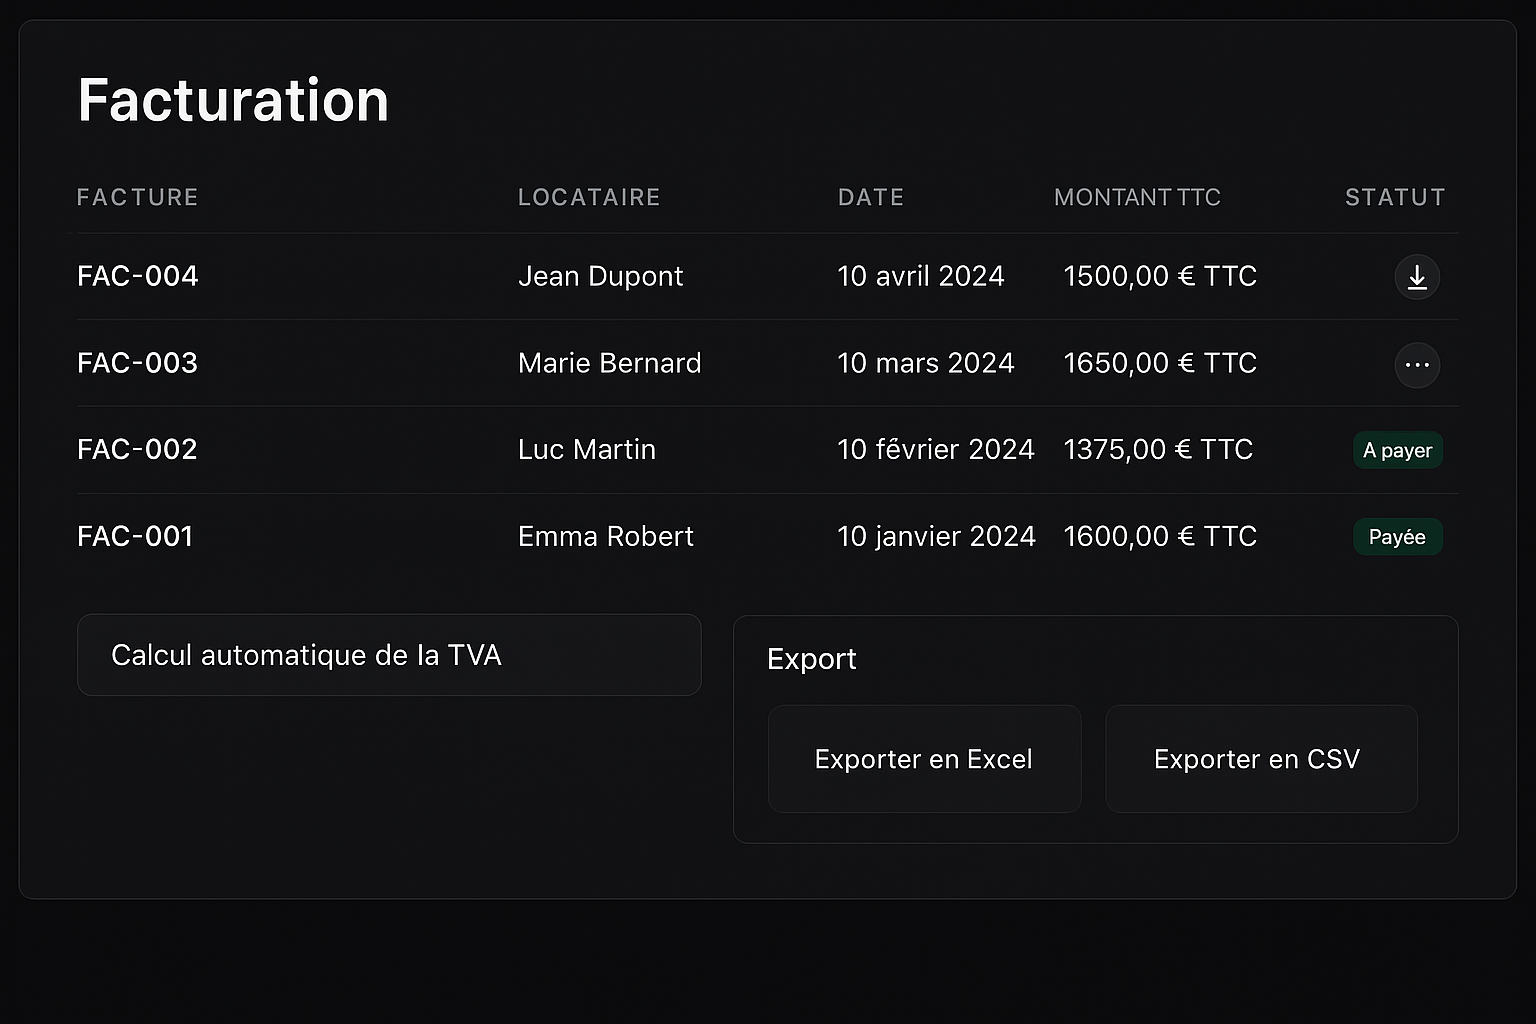 Facturation
FACTURE LOCATAIRE DATE MONTANT TTC STATUT
FAC-004 Jean Dupont 10 avril 2024 1500,00 € TTC
FAC-003 Marie Bernard 10 mars 2024 1650,00 € TTC
FAC-002 Luc Martin 10 février 2024 1375,00 € TTC A payer
FAC-001 Emma Robert 10 janvier 2024 1600,00 € TTC Payée
Calcul automatique de la TVA
Export
Exporter en Excel Exporter en CSV